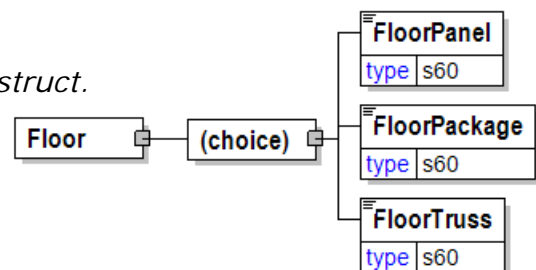 struct.
Floor
(choice)
FloorPanel
type s60
FloorPackage
type s60
FloorTruss
type s60